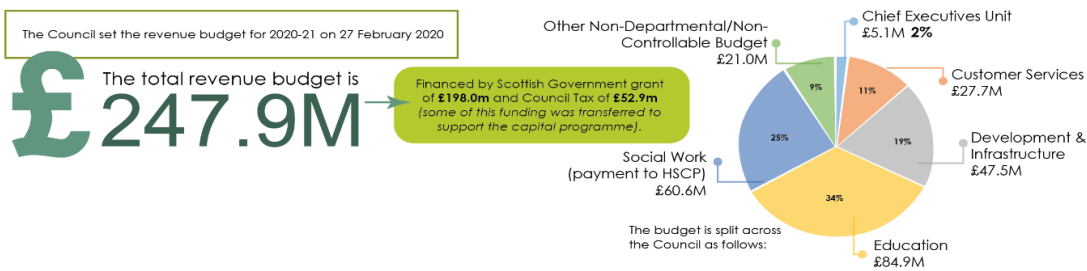 The Council set the revenue budget for 2020-21 on 27 February 2020
£
The total revenue budget is
247.9M
Financed by Scottish Government grant
of £198.0m and Council Tax of £52.9m
(some of this funding was transferred to
support the capital programme).
Other Non-Departmental/Non-
Controllable Budget
£21.0M
Chief Executives Unit
£5.1M 2%
Customer Services
£27.7M
Development &
Infrastructure
£47.5M
Social Work
(payment to HSCP)
£60.6M
Education
£84.9M
9%
11%
19%
25%
34%
The budget is split across
the Council as follows: